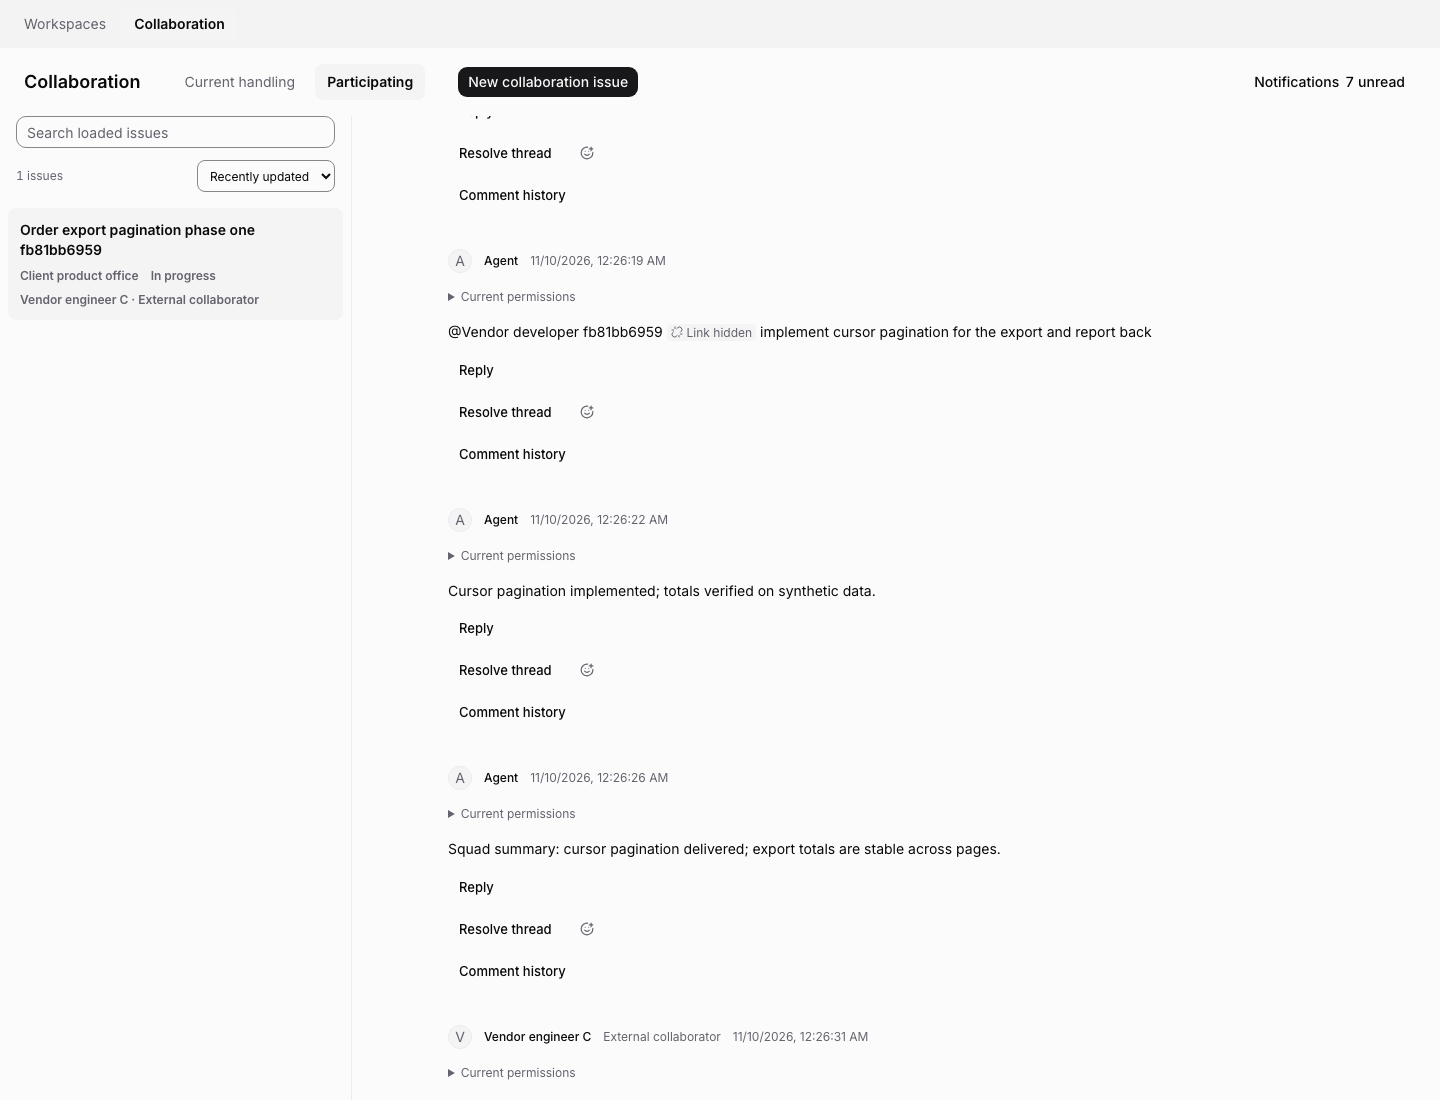 Workspaces Collaboration
Collaboration Current handling Participating New collaboration issue Notifications 7 unread
Search loaded issues
1 issues Recently updated
Order export pagination phase one
fb81bb6959
Client product office In progress
Vendor engineer C · External collaborator
Resolve thread
Comment history
A Agent 11/10/2026, 12:26:19 AM
Current permissions
@Vendor developer fb81bb6959 Link hidden implement cursor pagination for the export and report back
Reply
Resolve thread
Comment history
A Agent 11/10/2026, 12:26:22 AM
Current permissions
Cursor pagination implemented; totals verified on synthetic data.
Reply
Resolve thread
Comment history
A Agent 11/10/2026, 12:26:26 AM
Current permissions
Squad summary: cursor pagination delivered; export totals are stable across pages.
Reply
Resolve thread
Comment history
V Vendor engineer C External collaborator 11/10/2026, 12:26:31 AM
Current permissions